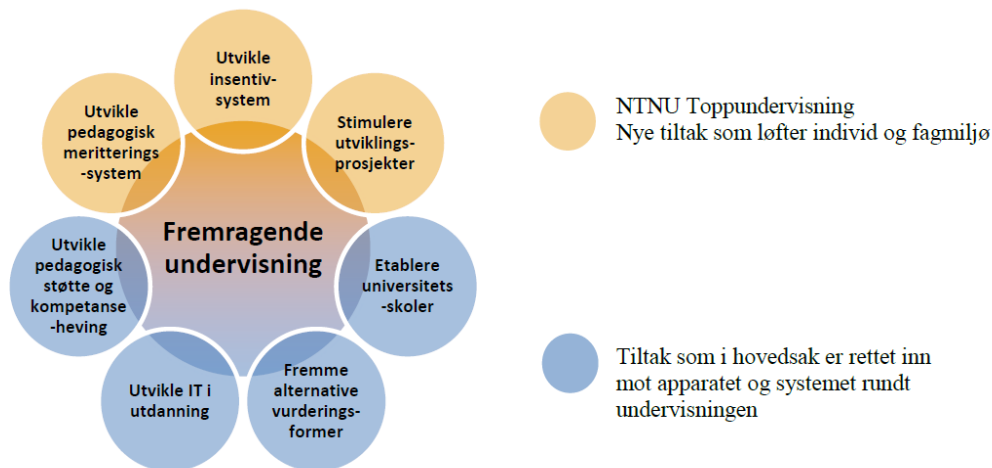 Utvikle
insentiv-
system
Utvikle
pedagogisk
meritterings
-system
Stimulere
utviklings-
prosjekter
Fremragende
undervisning
Utvikle
pedagogisk
støtte og
kompetanse
-heving
Etablere
universitets
-skoler
Utvikle IT i
utdanning
Fremme
alternative
vurderings-
former
NTNU Toppundervisning
Nye tiltak som løfter individ og fagmiljø
Tiltak som i hovedsak er rettet inn
mot apparatet og systemet rundt
undervisningen